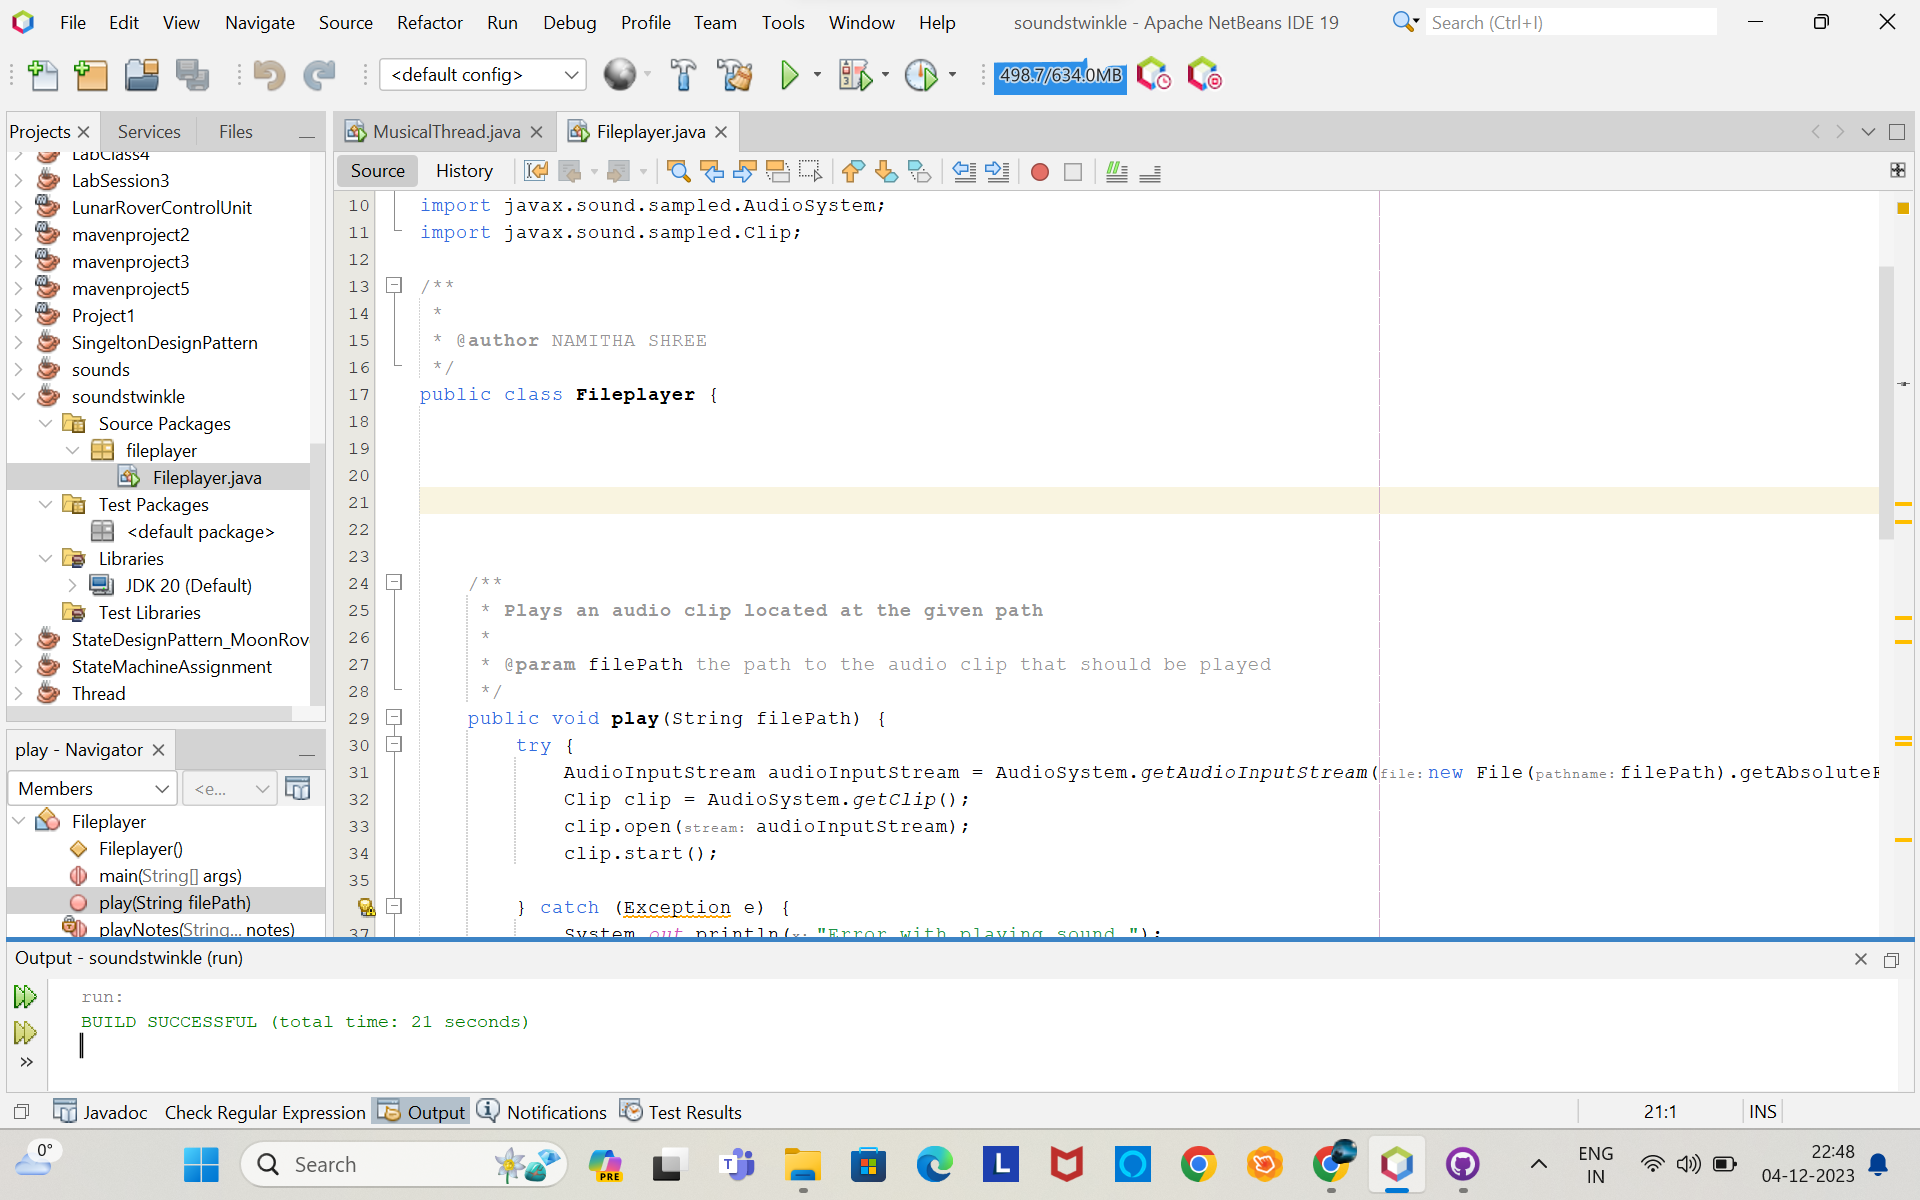 File Edit View Navigate Source Refactor Run Debug Profile Team Tools Window Help soundstwinkle - Apache NetBeans IDE 19 Search (Ctrl+I)
<default config> 498.7/634.0MB
Projects Services Files
LabClass4
LabSession3
LunarRoverControlUnit
mavenproject2
mavenproject3
mavenproject5
Project1
SingeltonDesignPattern
sounds
soundstwinkle
Source Packages
fileplayer
Fileplayer.java
Test Packages
<default package>
Libraries
JDK 20 (Default)
Test Libraries
StateDesignPattern_MoonRov
StateMachineAssignment
Thread
play - Navigator
Members <e...
Fileplayer
Fileplayer()
main(String[] args)
play(String filePath)
playNotes(String... notes)
MusicalThread.java Fileplayer.java
Source History
10 import javax.sound.sampled.AudioSystem;
11 import javax.sound.sampled.Clip;
12
13 /**
14 *
15 * @author NAMITHA SHREE
16 */
17 public class Fileplayer {
18
19
20
21
22
23
24 /**
25 * Plays an audio clip located at the given path
26 *
27 * @param filePath the path to the audio clip that should be played
28 */
29 public void play(String filePath) {
30 try {
31 AudioInputStream audioInputStream = AudioSystem.getAudioInputStream(file: new File(pathname: filePath).getAbsoluteF
32 Clip clip = AudioSystem.getClip();
33 clip.open(stream: audioInputStream);
34 clip.start();
35
} catch (Exception e) {
37 System.out.println(x: "Error with playing sound.");
Output - soundstwinkle (run)
run:
BUILD SUCCESSFUL (total time: 21 seconds)
Javadoc Check Regular Expression Output Notifications Test Results 21:1 INS
0° Search PRE L ENG IN 22:48 04-12-2023